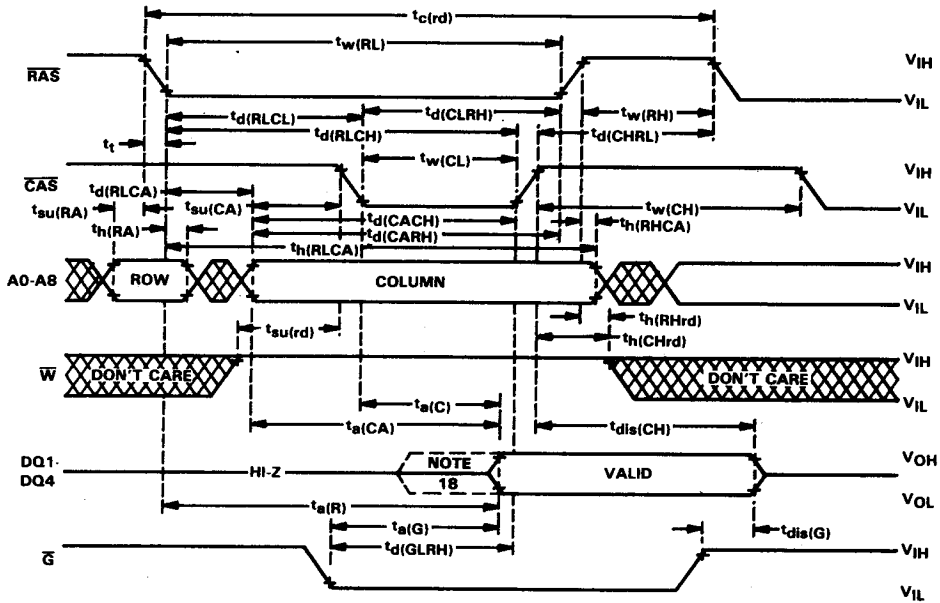 tc(rd)
tw(RL)
RAS
VIH
VIL
td(RLCL)
td(CLRH)
tw(RH)
td(RLCH)
td(CHRL)
tt
tw(CL)
CAS
VIH
VIL
td(RLCA)
tsu(RA)
tsu(CA)
tw(CH)
td(CACH)
th(RA)
td(CARH)
th(RHCA)
th(RLCA)
A0-A8
ROW
COLUMN
VIH
VIL
tsu(rd)
th(RHrd)
th(CHrd)
W
DON'T CARE
DON'T CARE
VIH
VIL
ta(C)
ta(CA)
tdis(CH)
DQ1-
DQ4
HI-Z
NOTE
18
VALID
VOH
VOL
ta(R)
ta(G)
tdis(G)
td(GLRH)
G
VIH
VIL